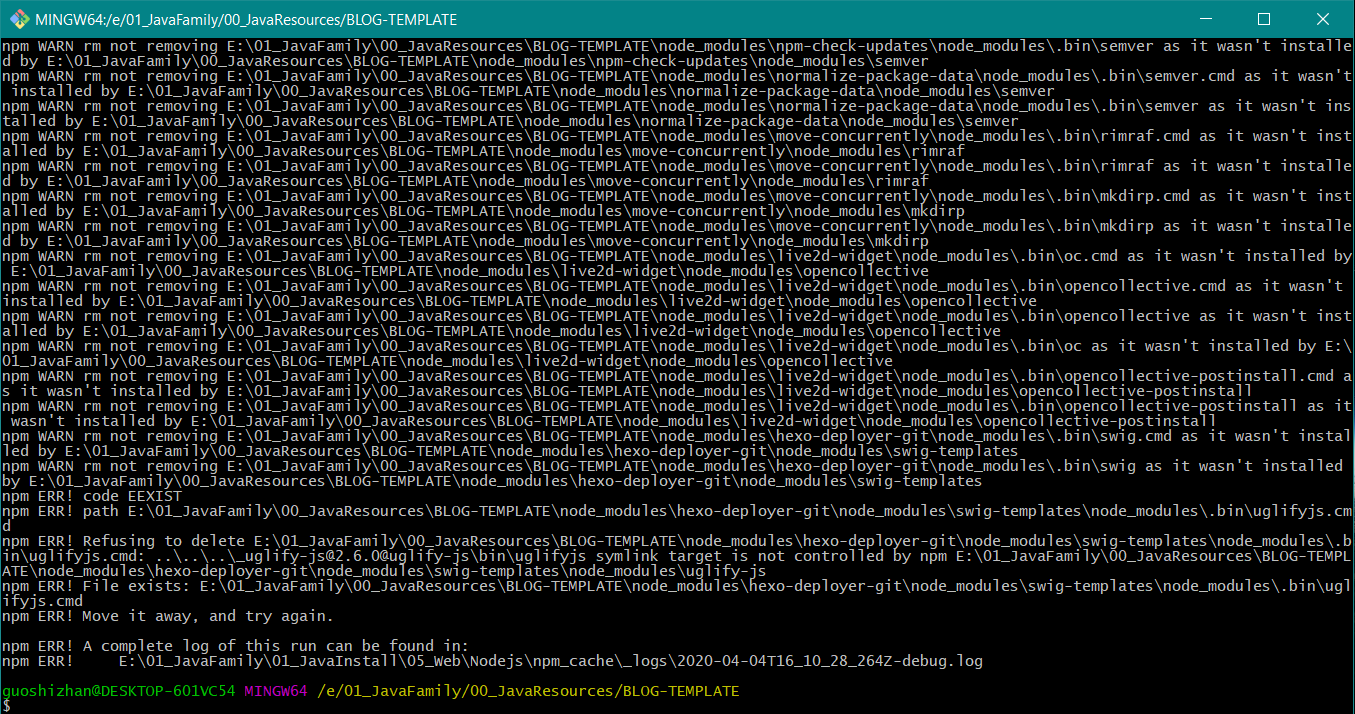 MINGW64:/e/01_JavaFamily/00_JavaResources/BLOG-TEMPLATE
npm WARN rm not removing E:\01_JavaFamily\00_JavaResources\BLOG-TEMPLATE\node_modules\npm-check-updates\node_modules\.bin\semver as it wasn't installe
d by E:\01_JavaFamily\00_JavaResources\BLOG-TEMPLATE\node_modules\npm-check-updates\node_modules\semver
npm WARN rm not removing E:\01_JavaFamily\00_JavaResources\BLOG-TEMPLATE\node_modules\normalize-package-data\node_modules\.bin\semver.cmd as it wasn't
 installed by E:\01_JavaFamily\00_JavaResources\BLOG-TEMPLATE\node_modules\normalize-package-data\node_modules\semver
npm WARN rm not removing E:\01_JavaFamily\00_JavaResources\BLOG-TEMPLATE\node_modules\normalize-package-data\node_modules\.bin\semver as it wasn't ins
talled by E:\01_JavaFamily\00_JavaResources\BLOG-TEMPLATE\node_modules\normalize-package-data\node_modules\semver
npm WARN rm not removing E:\01_JavaFamily\00_JavaResources\BLOG-TEMPLATE\node_modules\move-concurrently\node_modules\.bin\rimraf.cmd as it wasn't inst
alled by E:\01_JavaFamily\00_JavaResources\BLOG-TEMPLATE\node_modules\move-concurrently\node_modules\rimraf
npm WARN rm not removing E:\01_JavaFamily\00_JavaResources\BLOG-TEMPLATE\node_modules\move-concurrently\node_modules\.bin\rimraf as it wasn't installe
d by E:\01_JavaFamily\00_JavaResources\BLOG-TEMPLATE\node_modules\move-concurrently\node_modules\rimraf
npm WARN rm not removing E:\01_JavaFamily\00_JavaResources\BLOG-TEMPLATE\node_modules\move-concurrently\node_modules\.bin\mkdirp.cmd as it wasn't inst
alled by E:\01_JavaFamily\00_JavaResources\BLOG-TEMPLATE\node_modules\move-concurrently\node_modules\mkdirp
npm WARN rm not removing E:\01_JavaFamily\00_JavaResources\BLOG-TEMPLATE\node_modules\move-concurrently\node_modules\.bin\mkdirp as it wasn't installe
d by E:\01_JavaFamily\00_JavaResources\BLOG-TEMPLATE\node_modules\move-concurrently\node_modules\mkdirp
npm WARN rm not removing E:\01_JavaFamily\00_JavaResources\BLOG-TEMPLATE\node_modules\live2d-widget\node_modules\.bin\oc.cmd as it wasn't installed by
 E:\01_JavaFamily\00_JavaResources\BLOG-TEMPLATE\node_modules\live2d-widget\node_modules\opencollective
npm WARN rm not removing E:\01_JavaFamily\00_JavaResources\BLOG-TEMPLATE\node_modules\live2d-widget\node_modules\.bin\opencollective.cmd as it wasn't
installed by E:\01_JavaFamily\00_JavaResources\BLOG-TEMPLATE\node_modules\live2d-widget\node_modules\opencollective
npm WARN rm not removing E:\01_JavaFamily\00_JavaResources\BLOG-TEMPLATE\node_modules\live2d-widget\node_modules\.bin\opencollective as it wasn't inst
alled by E:\01_JavaFamily\00_JavaResources\BLOG-TEMPLATE\node_modules\live2d-widget\node_modules\opencollective
npm WARN rm not removing E:\01_JavaFamily\00_JavaResources\BLOG-TEMPLATE\node_modules\live2d-widget\node_modules\.bin\oc as it wasn't installed by E:\
01_JavaFamily\00_JavaResources\BLOG-TEMPLATE\node_modules\live2d-widget\node_modules\opencollective
npm WARN rm not removing E:\01_JavaFamily\00_JavaResources\BLOG-TEMPLATE\node_modules\live2d-widget\node_modules\.bin\opencollective-postinstall.cmd a
s it wasn't installed by E:\01_JavaFamily\00_JavaResources\BLOG-TEMPLATE\node_modules\live2d-widget\node_modules\opencollective-postinstall
npm WARN rm not removing E:\01_JavaFamily\00_JavaResources\BLOG-TEMPLATE\node_modules\live2d-widget\node_modules\.bin\opencollective-postinstall as it
 wasn't installed by E:\01_JavaFamily\00_JavaResources\BLOG-TEMPLATE\node_modules\live2d-widget\node_modules\opencollective-postinstall
npm WARN rm not removing E:\01_JavaFamily\00_JavaResources\BLOG-TEMPLATE\node_modules\hexo-deployer-git\node_modules\.bin\swig.cmd as it wasn't instal
led by E:\01_JavaFamily\00_JavaResources\BLOG-TEMPLATE\node_modules\hexo-deployer-git\node_modules\swig-templates
npm WARN rm not removing E:\01_JavaFamily\00_JavaResources\BLOG-TEMPLATE\node_modules\hexo-deployer-git\node_modules\.bin\swig as it wasn't installed
by E:\01_JavaFamily\00_JavaResources\BLOG-TEMPLATE\node_modules\hexo-deployer-git\node_modules\swig-templates
npm ERR! code EEXIST
npm ERR! path E:\01_JavaFamily\00_JavaResources\BLOG-TEMPLATE\node_modules\hexo-deployer-git\node_modules\swig-templates\node_modules\.bin\uglifyjs.cm
d
npm ERR! Refusing to delete E:\01_JavaFamily\00_JavaResources\BLOG-TEMPLATE\node_modules\hexo-deployer-git\node_modules\swig-templates\node_modules\.b
in\uglifyjs.cmd: ..\..\..\_uglify-js@2.6.0@uglify-js\bin\uglifyjs symlink target is not controlled by npm E:\01_JavaFamily\00_JavaResources\BLOG-TEMPL
ATE\node_modules\hexo-deployer-git\node_modules\swig-templates\node_modules\uglify-js
npm ERR! File exists: E:\01_JavaFamily\00_JavaResources\BLOG-TEMPLATE\node_modules\hexo-deployer-git\node_modules\swig-templates\node_modules\.bin\ugl
ifyjs.cmd
npm ERR! Move it away, and try again.
npm ERR! A complete log of this run can be found in:
npm ERR!     E:\01_JavaFamily\01_JavaInstall\05_Web\Nodejs\npm_cache\_logs\2020-04-04T16_10_28_264Z-debug.log
guoshizhan@DESKTOP-601VC54 MINGW64 /e/01_JavaFamily/00_JavaResources/BLOG-TEMPLATE
$